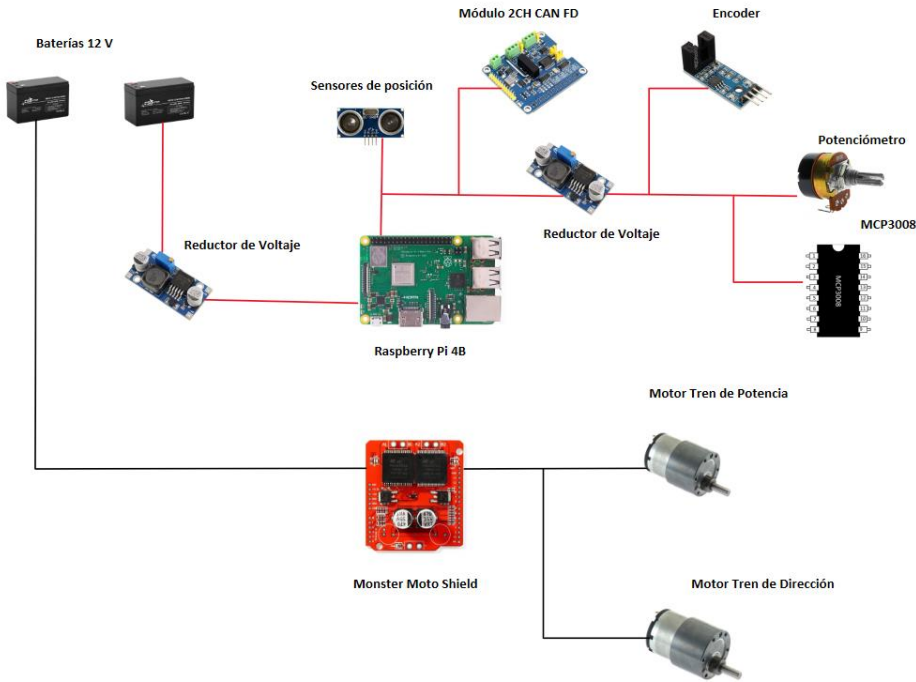 Módulo 2CH CAN FD
Encoder
Baterías 12 V
Sensores de posición
Potenciómetro
MCP3008
Reductor de Voltaje
Reductor de Voltaje
MCP3008
Raspberry Pi 4B
Motor Tren de Potencia
Monster Moto Shield
Motor Tren de Dirección